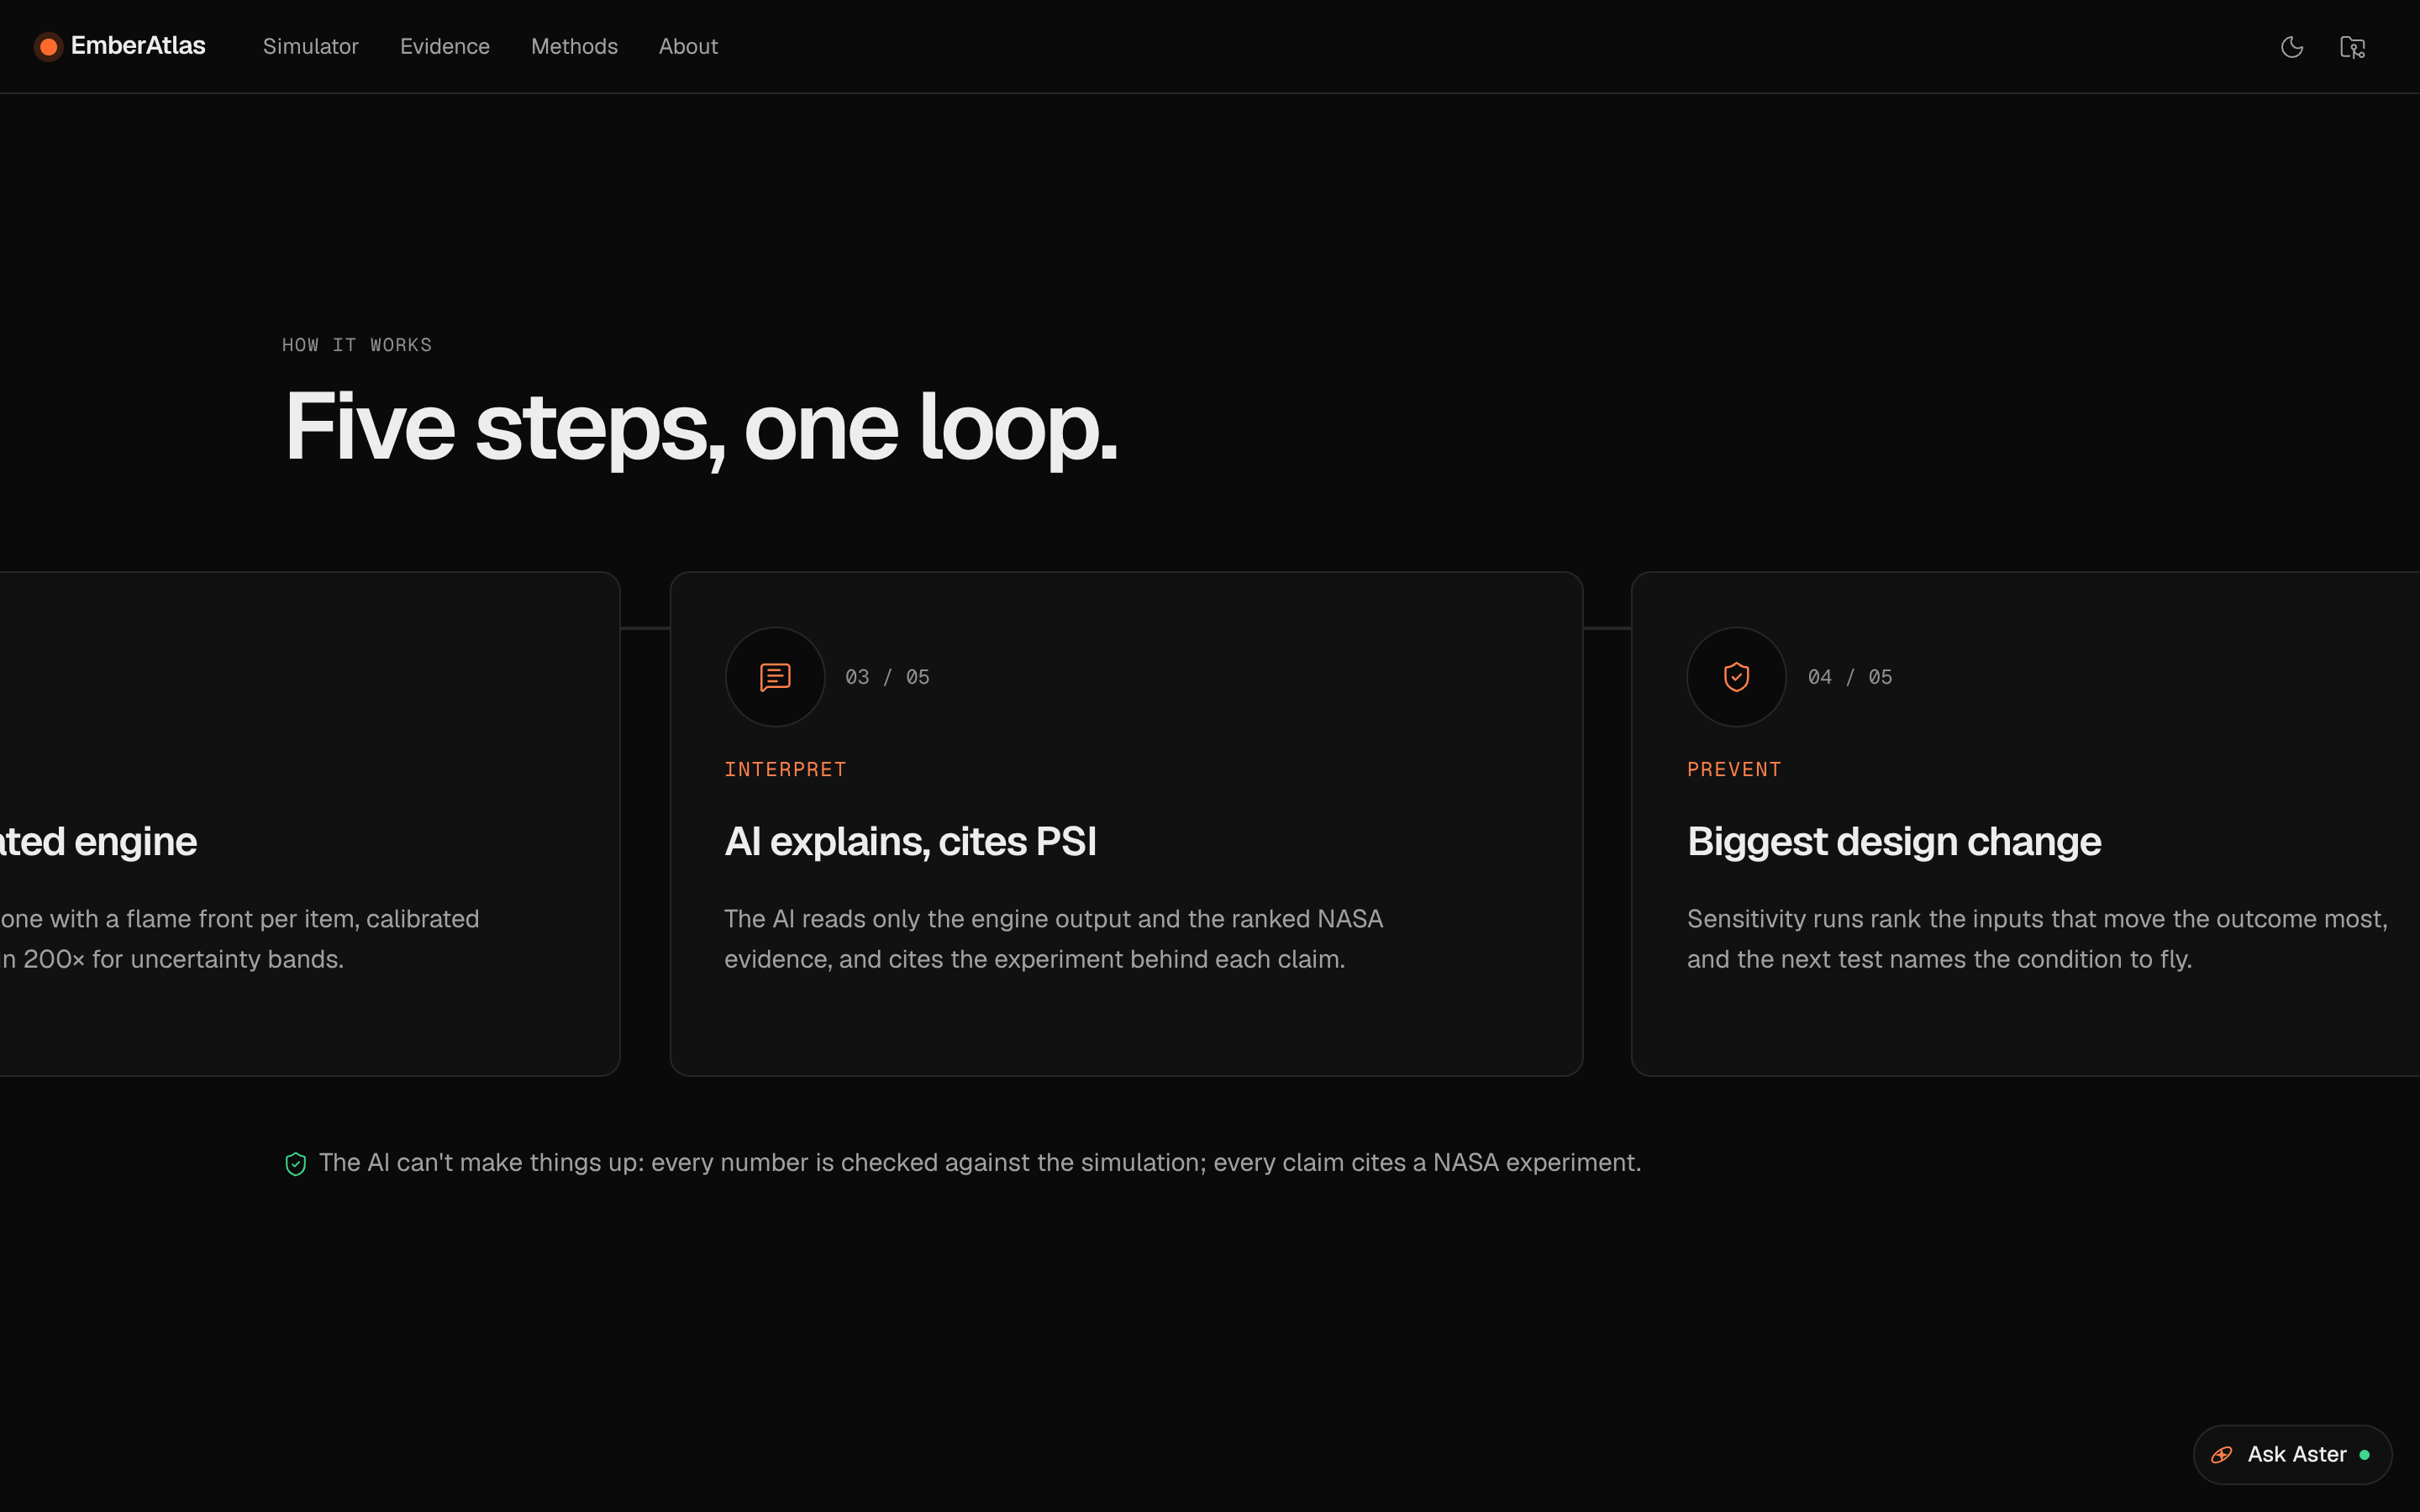 EmberAtlas
Simulator
Evidence
Methods
About
HOW IT WORKS
Five steps, one loop.
engine
one with a flame front per item, calibrated
200× for uncertainty bands.
03 / 05
INTERPRET
AI explains, cites PSI
The AI reads only the engine output and the ranked NASA
evidence, and cites the experiment behind each claim.
04 / 05
PREVENT
Biggest design change
Sensitivity runs rank the inputs that move the outcome most,
and the next test names the condition to fly.
The AI can't make things up: every number is checked against the simulation; every claim cites a NASA experiment.
Ask Aster